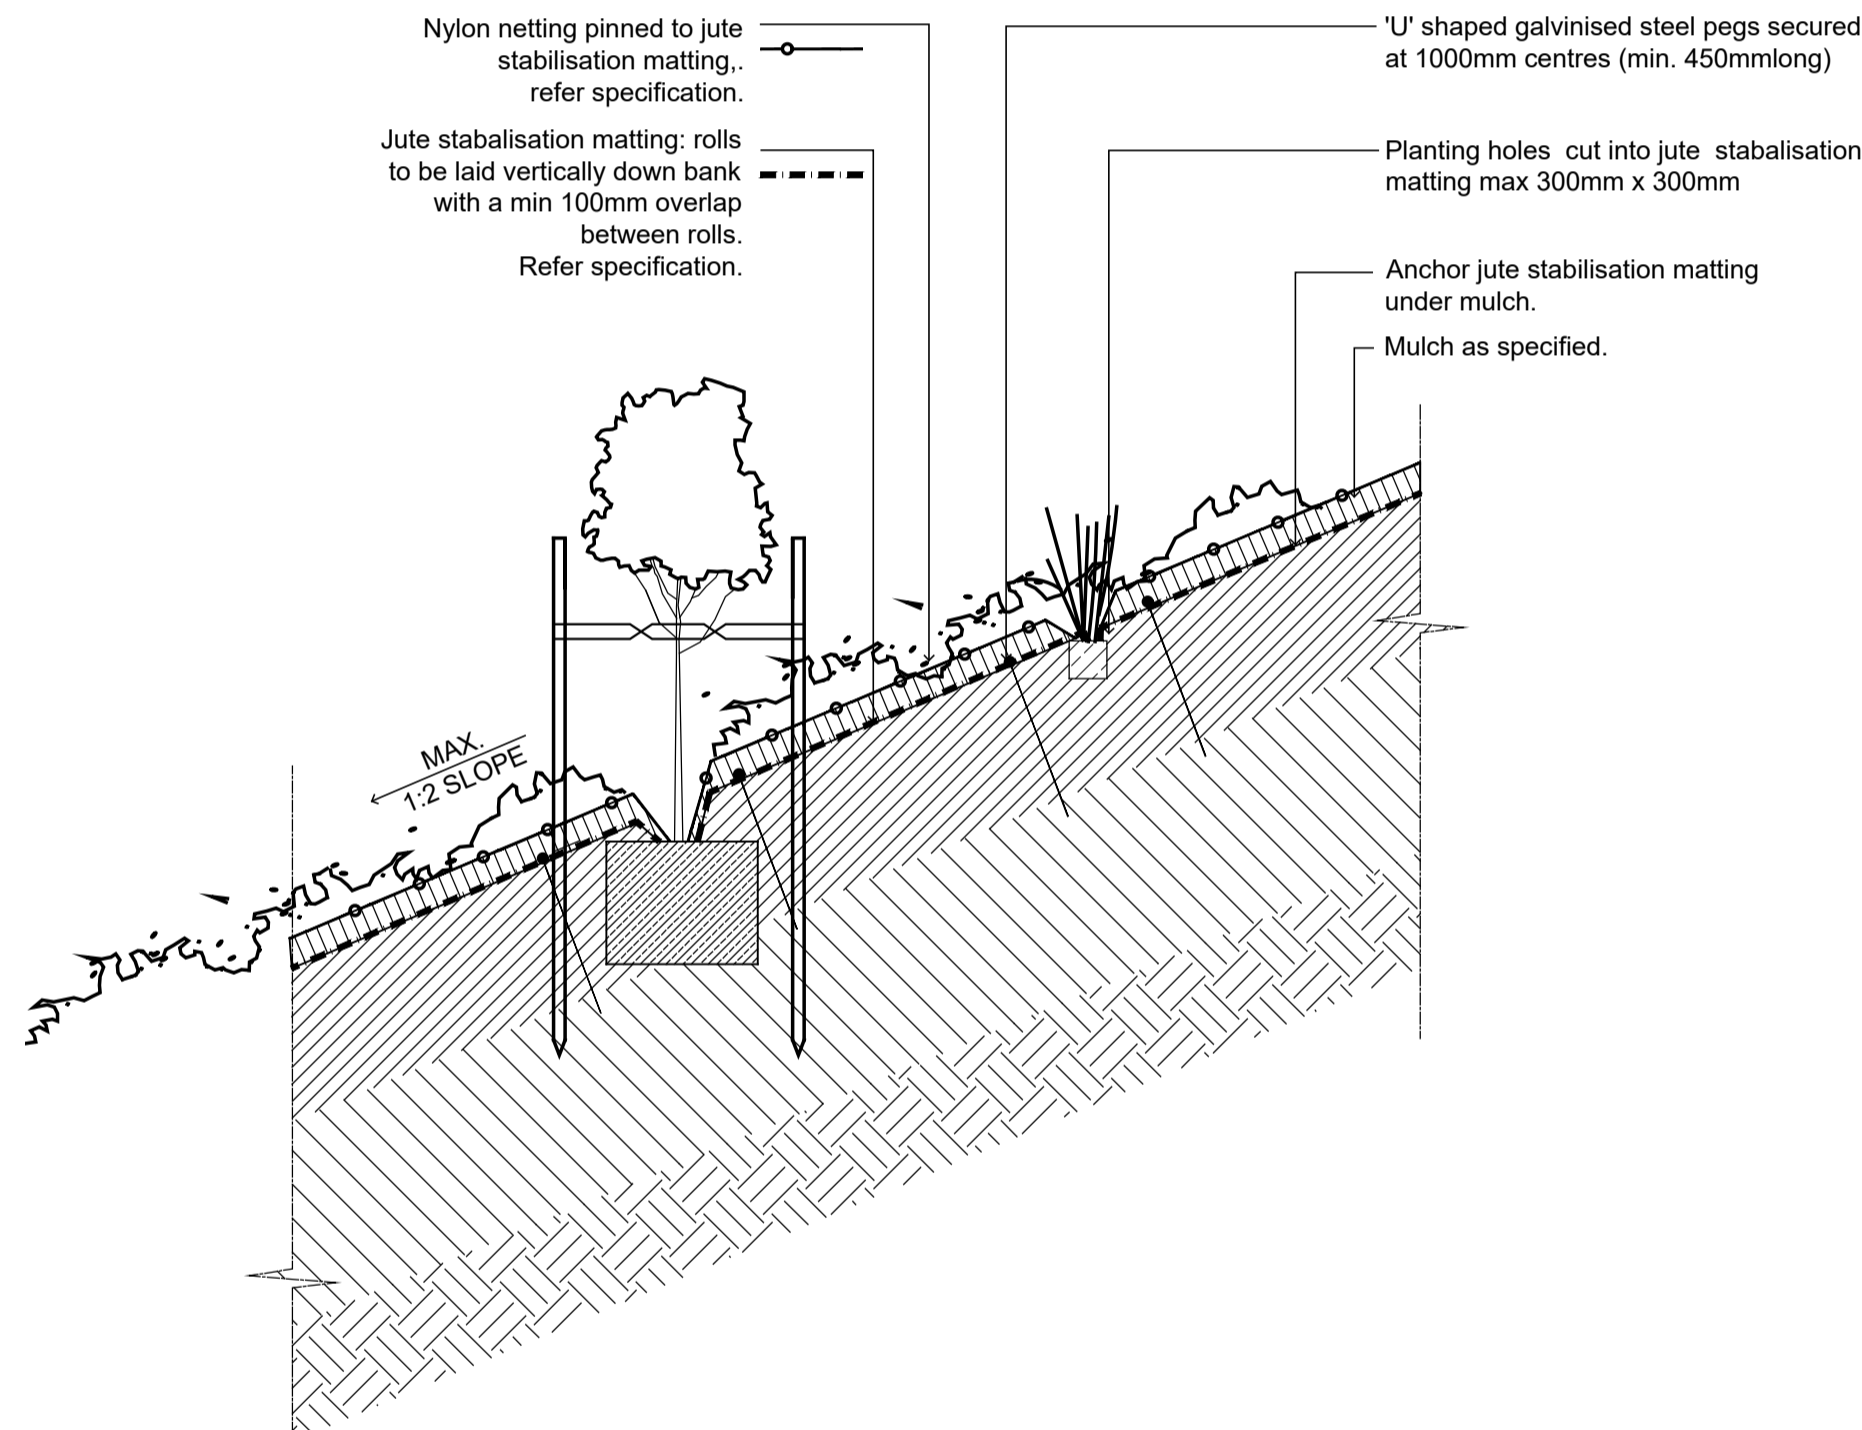 Nylon netting pinned to jute
stabilisation matting,.
refer specification.
Jute stabalisation matting: rolls
to be laid vertically down bank
with a min 100mm overlap
between rolls.
Refer specification.
'U' shaped galvinised steel pegs secured
at 1000mm centres (min. 450mmlong)
Planting holes  cut into jute  stabalisation
matting max 300mm x 300mm
Anchor jute stabilisation matting
under mulch.
Mulch as specified.
MAX.
1:2 SLOPE